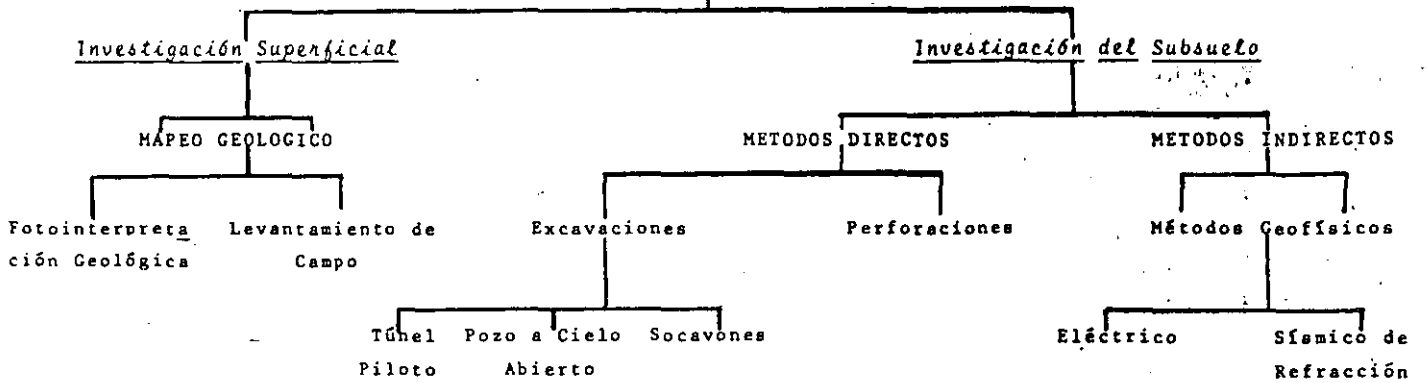 Investigación Superficial
Investigación del Subsuelo
MAPEO GEOLOGICO
METODOS DIRECTOS
METODOS INDIRECTOS
Fotointerpreta
ción Geológica
Levantamiento de
Campo
Excavaciones
Perforaciones
Métodos Geofísicos
Túnel
Piloto
Pozo a Cielo
Abierto
Socavones
Eléctrico
Sísmico de
Refracción